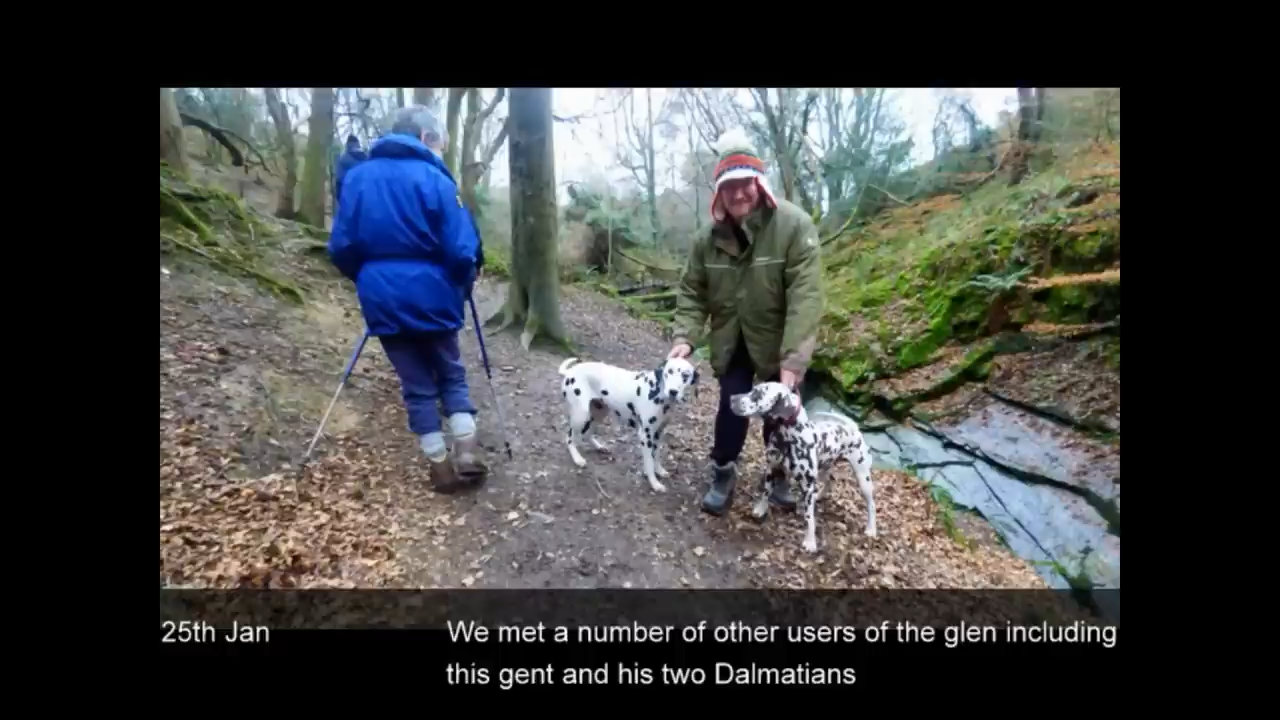 25th Jan
We met a number of other users of the glen including
this gent and his two Dalmatians